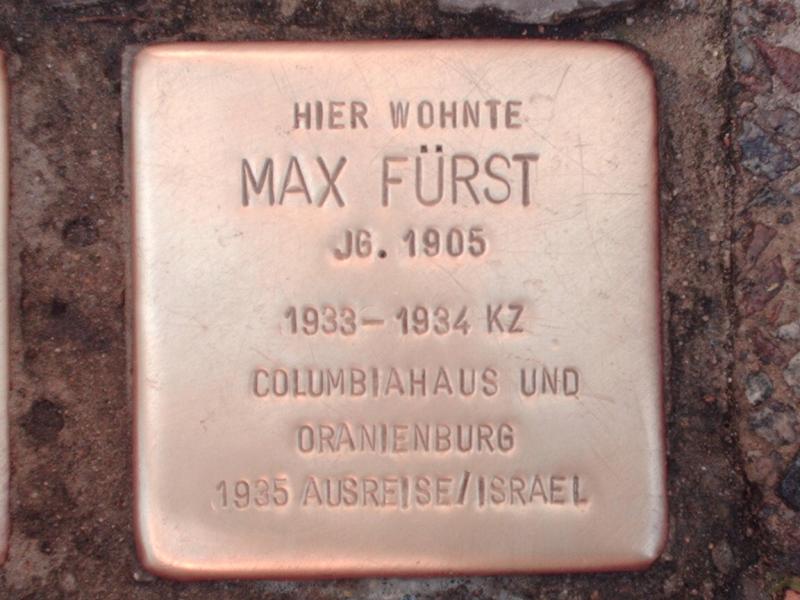 HIER WOHNTE
MAX FÜRST
JG. 1905
1933 – 1934 KZ
COLUMBIAHAUS UND
ORANIENBURG
1935 AUSREISE/ISRAEL